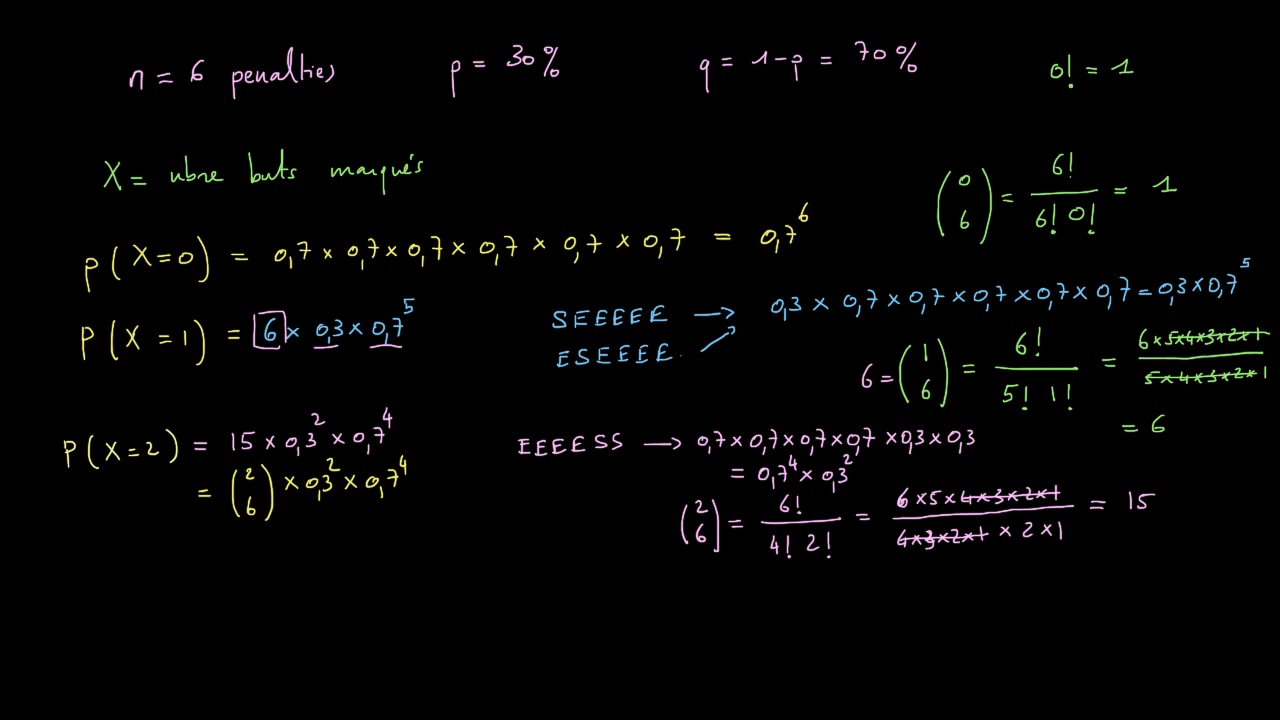 n = 6 penalties p = 30% q = 1-p = 70% 0! = 1
X = nbre buts marqués
(0 6) = 6! / 6! 0! = 1
P(X=0) = 0,7 × 0,7 × 0,7 × 0,7 × 0,7 × 0,7 = 0,7^6
P(X=1) = 6 × 0,3 × 0,7^5
SEEEEE → 0,3 × 0,7 × 0,7 × 0,7 × 0,7 × 0,7 = 0,3 × 0,7^5
ESEEEE
6 = (1 6) = 6! / 5! 1! = 6×5×4×3×2×1 / 5×4×3×2×1
= 6
P(X=2) = 15 × 0,3^2 × 0,7^4
= (2 6) × 0,3^2 × 0,7^4
EEEESS → 0,7 × 0,7 × 0,7 × 0,7 × 0,3 × 0,3
= 0,7^4 × 0,3^2
(2 6) = 6! / 4! 2! = 6×5×4×3×2×1 / 4×3×2×1 × 2×1 = 15